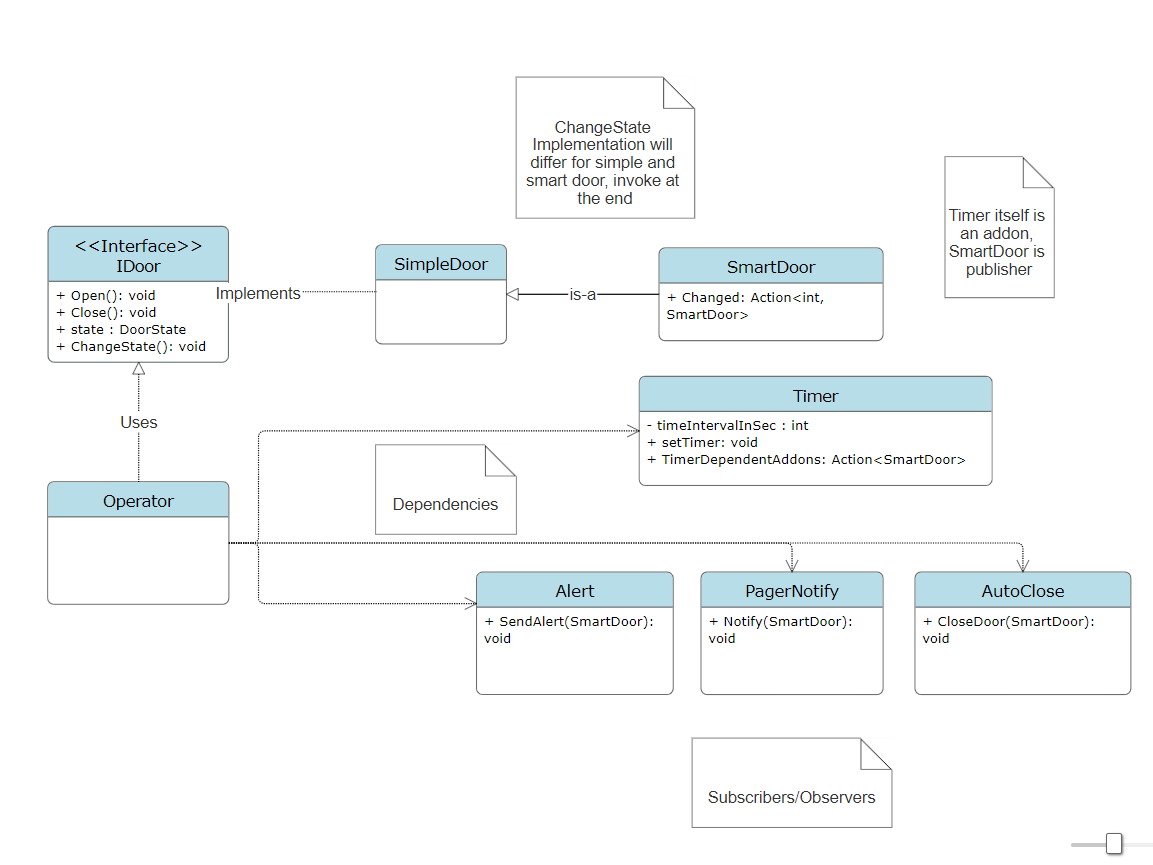 ChangeState
Implementation will
differ for simple and
smart door, invoke at
the end
Timer itself is
an addon,
SmartDoor is
publisher
<<Interface>>
IDoor
+ Open(): void
+ Close(): void
+ state : DoorState
+ ChangeState(): void
Implements
SimpleDoor
is-a
SmartDoor
+ Changed: Action<int,
SmartDoor>
Uses
Timer
- timeIntervalInSec : int
+ setTimer: void
+ TimerDependentAddons: Action<SmartDoor>
Operator
Dependencies
Alert
+ SendAlert(SmartDoor):
void
PagerNotify
+ Notify(SmartDoor):
void
AutoClose
+ CloseDoor(SmartDoor):
void
Subscribers/Observers